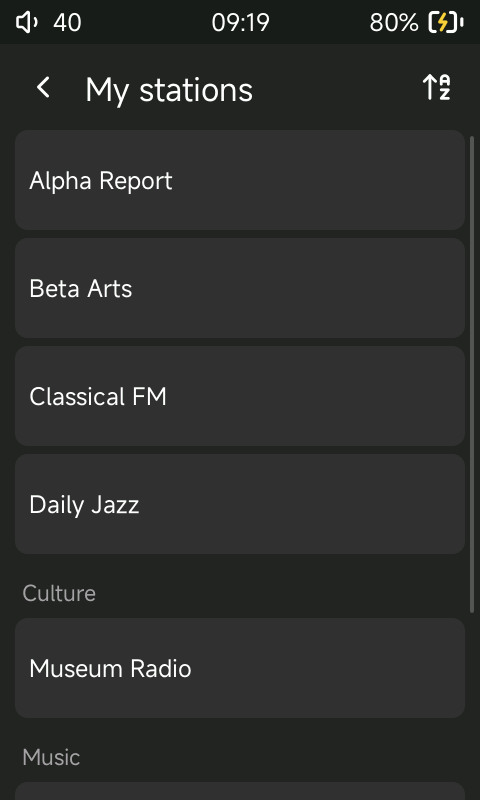 40 09:19 80%
My stations
Alpha Report
Beta Arts
Classical FM
Daily Jazz
Culture
Museum Radio
Music